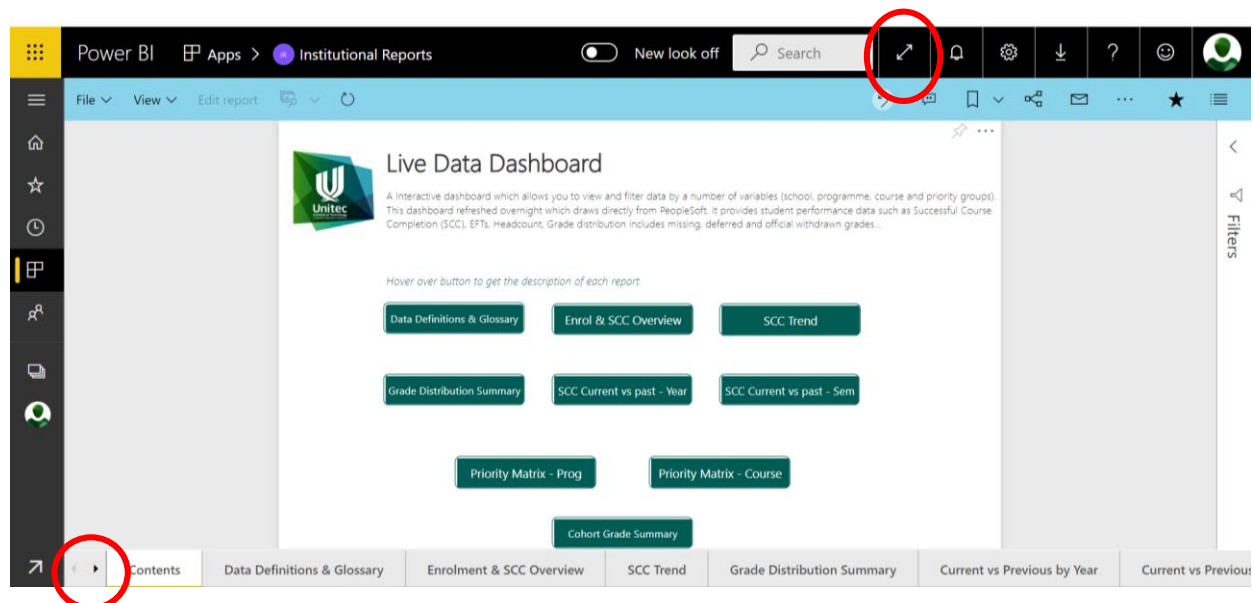 Power BI Apps > Institutional Reports New look off Search
File View Edit report
Live Data Dashboard
Unitec
A Interactive dashboard which allows you to view and filter data by a number of variables (school, programme, course and priority groups).
This dashboard refreshed overnight which draws directly from PeopleSoft. It provides student performance data such as Successful Course
Completion (SCC), EFTs, Headcount, Grade distribution includes missing, deferred and official withdrawn grades...
Filters
Hover over button to get the description of each report.
Data Definitions & Glossary Enrol & SCC Overview SCC Trend
Grade Distribution Summary SCC Current vs past - Year SCC Current vs past - Sem
Priority Matrix - Prog Priority Matrix - Course
Cohort Grade Summary
Contents Data Definitions & Glossary Enrolment & SCC Overview SCC Trend Grade Distribution Summary Current vs Previous by Year Current vs Previous